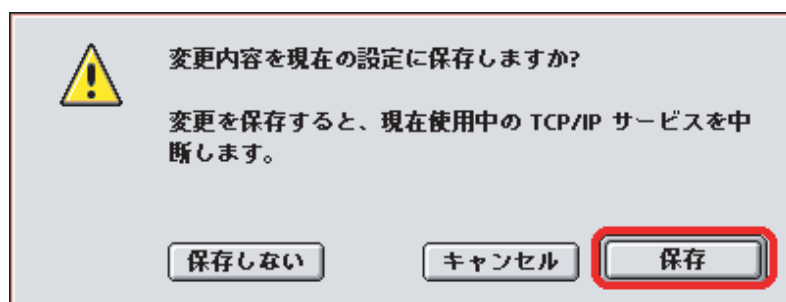 変更内容を現在の設定に保存しますか?
変更を保存すると、現在使用中の TCP/IP サービスを中
断します。
保存しない キャンセル 保存